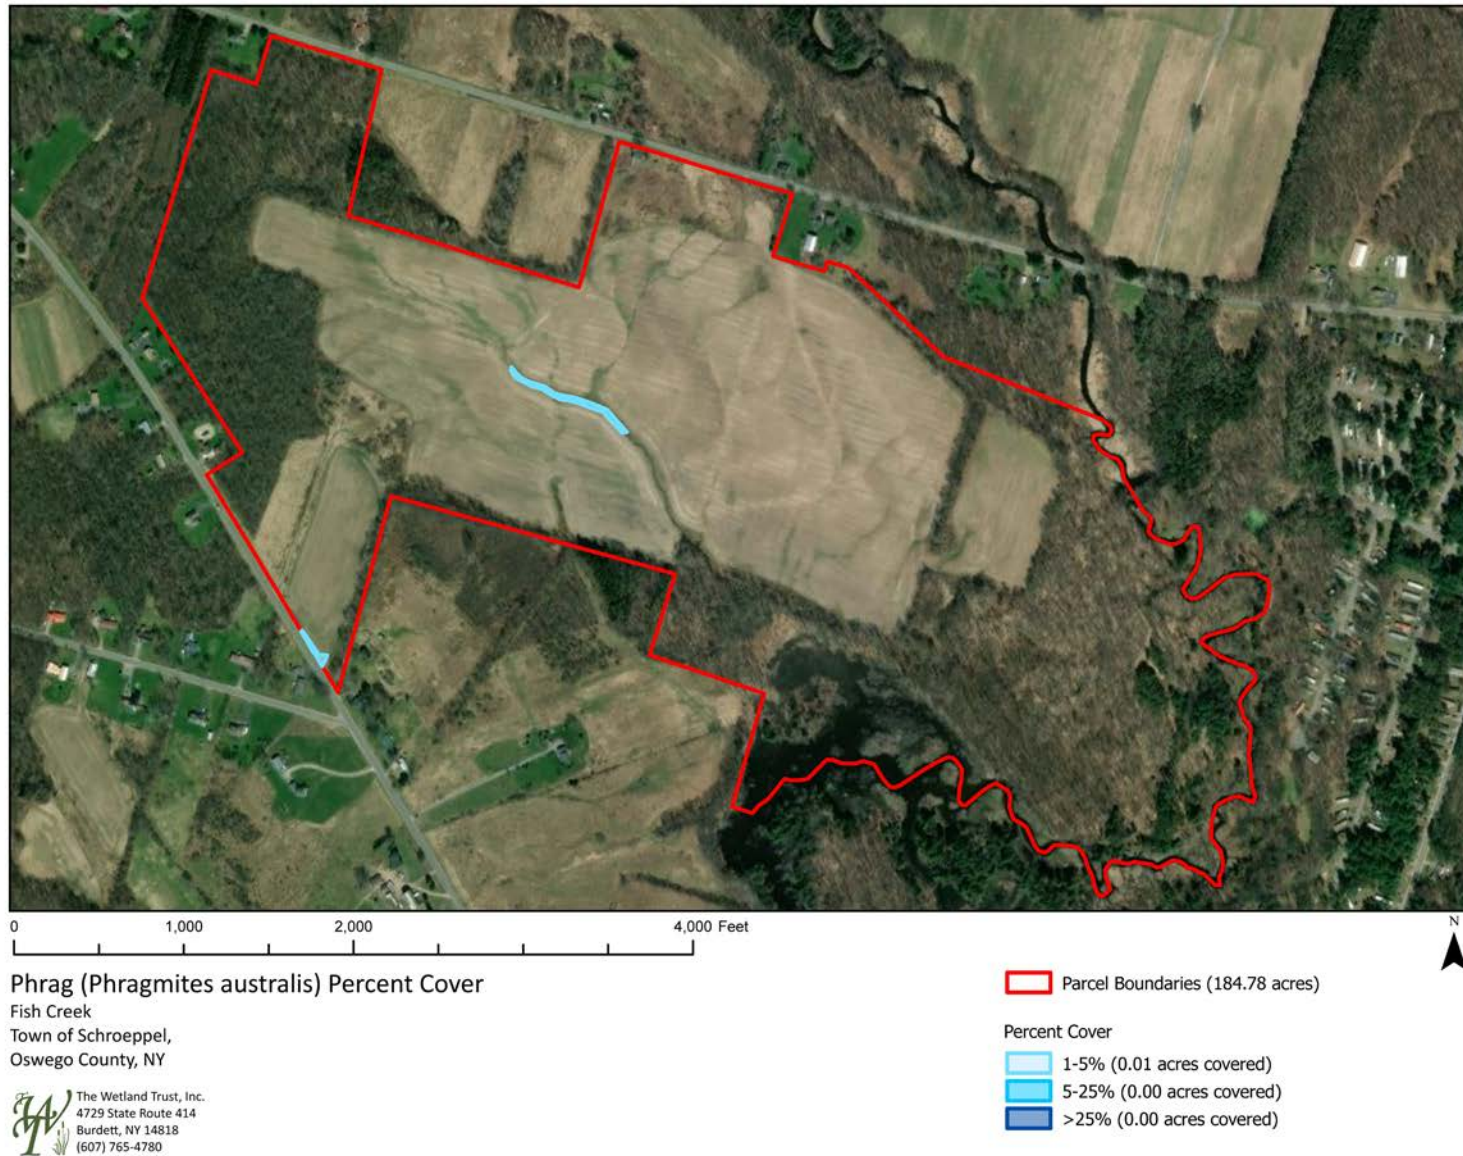 0 1,000 2,000 4,000 Feet
N
Phrag (Phragmites australis) Percent Cover
Fish Creek
Town of Schroeppel,
Oswego County, NY
The Wetland Trust, Inc.
4729 State Route 414
Burdett, NY 14818
(607) 765-4780
Parcel Boundaries (184.78 acres)
Percent Cover
1-5% (0.01 acres covered)
5-25% (0.00 acres covered)
>25% (0.00 acres covered)